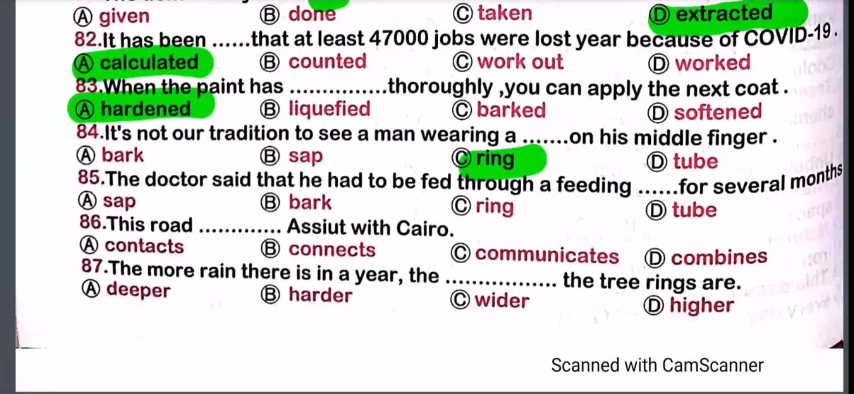 Ⓐ given Ⓑ done Ⓒ taken Ⓓ extracted
82.It has been ......that at least 47000 jobs were lost year because of COVID-19.
Ⓐ calculated Ⓑ counted Ⓒ work out Ⓓ worked
83.When the paint has ...............thoroughly ,you can apply the next coat.
Ⓐ hardened Ⓑ liquefied Ⓒ barked Ⓓ softened
84.It's not our tradition to see a man wearing a .......on his middle finger.
Ⓐ bark Ⓑ sap Ⓒ ring Ⓓ tube
85.The doctor said that he had to be fed through a feeding ......for several months
Ⓐ sap Ⓑ bark Ⓒ ring Ⓓ tube
86.This road ............. Assiut with Cairo.
Ⓐ contacts Ⓑ connects Ⓒ communicates Ⓓ combines
87.The more rain there is in a year, the ................. the tree rings are.
Ⓐ deeper Ⓑ harder Ⓒ wider Ⓓ higher
Scanned with CamScanner